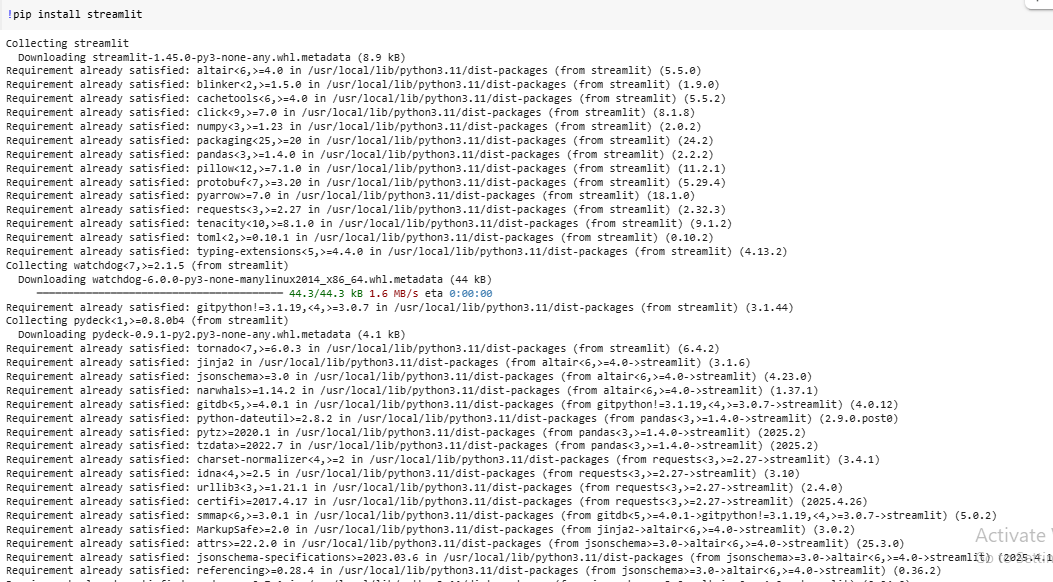 !pip install streamlit
Collecting streamlit
Downloading streamlit-1.45.0-py3-none-any.whl.metadata (8.9 kB)
Requirement already satisfied: altair<6,>=4.0 in /usr/local/lib/python3.11/dist-packages (from streamlit) (5.5.0)
Requirement already satisfied: blinker<2,>=1.5.0 in /usr/local/lib/python3.11/dist-packages (from streamlit) (1.9.0)
Requirement already satisfied: cachetools<6,>=4.0 in /usr/local/lib/python3.11/dist-packages (from streamlit) (5.5.2)
Requirement already satisfied: click<9,>=7.0 in /usr/local/lib/python3.11/dist-packages (from streamlit) (8.1.8)
Requirement already satisfied: numpy<3,>=1.23 in /usr/local/lib/python3.11/dist-packages (from streamlit) (2.0.2)
Requirement already satisfied: packaging<25,>=20 in /usr/local/lib/python3.11/dist-packages (from streamlit) (24.2)
Requirement already satisfied: pandas<3,>=1.4.0 in /usr/local/lib/python3.11/dist-packages (from streamlit) (2.2.2)
Requirement already satisfied: pillow<12,>=7.1.0 in /usr/local/lib/python3.11/dist-packages (from streamlit) (11.2.1)
Requirement already satisfied: protobuf<7,>=3.20 in /usr/local/lib/python3.11/dist-packages (from streamlit) (5.29.4)
Requirement already satisfied: pyarrow>=7.0 in /usr/local/lib/python3.11/dist-packages (from streamlit) (18.1.0)
Requirement already satisfied: requests<3,>=2.27 in /usr/local/lib/python3.11/dist-packages (from streamlit) (2.32.3)
Requirement already satisfied: tenacity<10,>=8.1.0 in /usr/local/lib/python3.11/dist-packages (from streamlit) (9.1.2)
Requirement already satisfied: toml<2,>=0.10.1 in /usr/local/lib/python3.11/dist-packages (from streamlit) (0.10.2)
Requirement already satisfied: typing-extensions<5,>=4.4.0 in /usr/local/lib/python3.11/dist-packages (from streamlit) (4.13.2)
Collecting watchdog<7,>=2.1.5 (from streamlit)
Downloading watchdog-6.0.0-py3-none-manylinux2014_x86_64.whl.metadata (44 kB)
44.3/44.3 kB 1.6 MB/s eta 0:00:00
Requirement already satisfied: gitpython!=3.1.19,<4,>=3.0.7 in /usr/local/lib/python3.11/dist-packages (from streamlit) (3.1.44)
Collecting pydeck<1,>=0.8.0b4 (from streamlit)
Downloading pydeck-0.9.1-py2.py3-none-any.whl.metadata (4.1 kB)
Requirement already satisfied: tornado<7,>=6.0.3 in /usr/local/lib/python3.11/dist-packages (from streamlit) (6.4.2)
Requirement already satisfied: jinja2 in /usr/local/lib/python3.11/dist-packages (from altair<6,>=4.0->streamlit) (3.1.6)
Requirement already satisfied: jsonschema>=3.0 in /usr/local/lib/python3.11/dist-packages (from altair<6,>=4.0->streamlit) (4.23.0)
Requirement already satisfied: narwhals>=1.14.2 in /usr/local/lib/python3.11/dist-packages (from altair<6,>=4.0->streamlit) (1.37.1)
Requirement already satisfied: gitdb<5,>=4.0.1 in /usr/local/lib/python3.11/dist-packages (from gitpython!=3.1.19,<4,>=3.0.7->streamlit) (4.0.12)
Requirement already satisfied: python-dateutil>=2.8.2 in /usr/local/lib/python3.11/dist-packages (from pandas<3,>=1.4.0->streamlit) (2.9.0.post0)
Requirement already satisfied: pytz>=2020.1 in /usr/local/lib/python3.11/dist-packages (from pandas<3,>=1.4.0->streamlit) (2025.2)
Requirement already satisfied: tzdata>=2022.7 in /usr/local/lib/python3.11/dist-packages (from pandas<3,>=1.4.0->streamlit) (2025.2)
Requirement already satisfied: charset-normalizer<4,>=2 in /usr/local/lib/python3.11/dist-packages (from requests<3,>=2.27->streamlit) (3.4.1)
Requirement already satisfied: idna<4,>=2.5 in /usr/local/lib/python3.11/dist-packages (from requests<3,>=2.27->streamlit) (3.10)
Requirement already satisfied: urllib3<3,>=1.21.1 in /usr/local/lib/python3.11/dist-packages (from requests<3,>=2.27->streamlit) (2.4.0)
Requirement already satisfied: certifi>=2017.4.17 in /usr/local/lib/python3.11/dist-packages (from requests<3,>=2.27->streamlit) (2025.4.26)
Requirement already satisfied: smmap<6,>=3.0.1 in /usr/local/lib/python3.11/dist-packages (from gitdb<5,>=4.0.1->gitpython!=3.1.19,<4,>=3.0.7->streamlit) (5.0.2)
Requirement already satisfied: MarkupSafe>=2.0 in /usr/local/lib/python3.11/dist-packages (from jinja2->altair<6,>=4.0->streamlit) (3.0.2)
Requirement already satisfied: attrs>=22.2.0 in /usr/local/lib/python3.11/dist-packages (from jsonschema>=3.0->altair<6,>=4.0->streamlit) (25.3.0)
Activate
Requirement already satisfied: jsonschema-specifications>=2023.03.6 in /usr/local/lib/python3.11/dist-packages (from jsonschema>=3.0->altair<6,>=4.0->streamlit) (2025.4.1
Requirement already satisfied: referencing>=0.28.4 in /usr/local/lib/python3.11/dist-packages (from jsonschema>=3.0->altair<6,>=4.0->streamlit) (0.36.2)